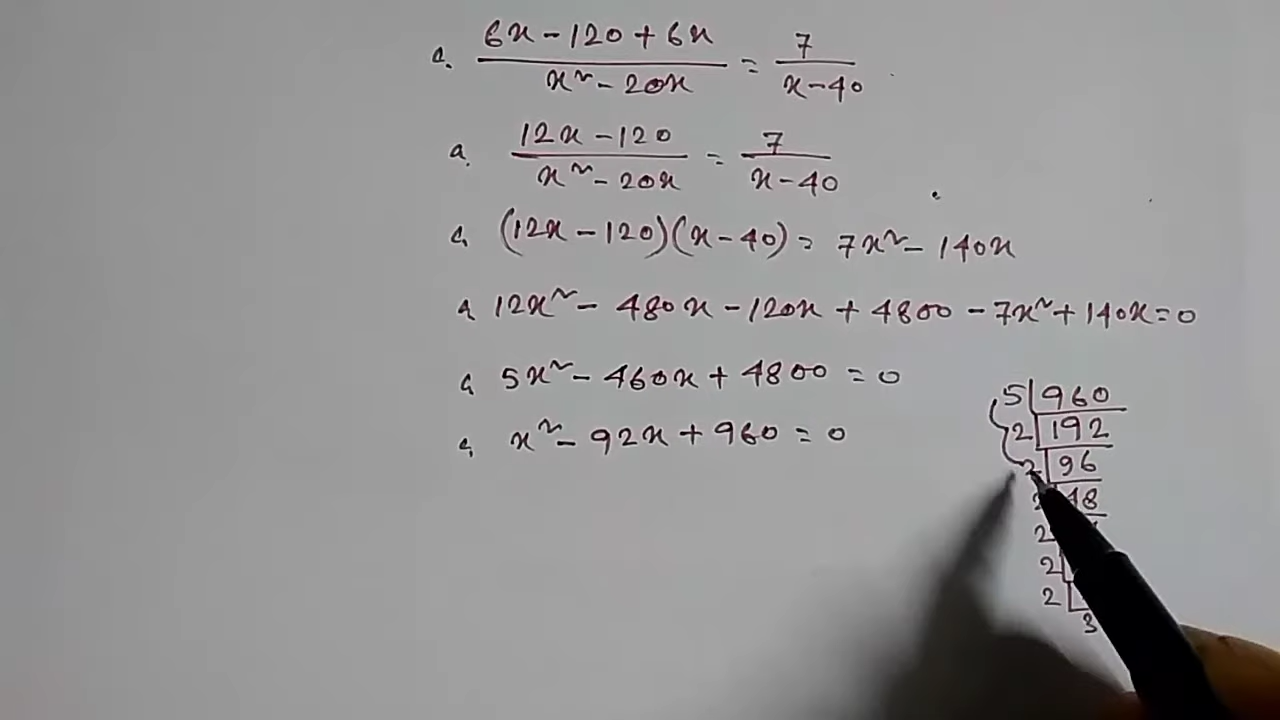 a. (6x - 120 + 6x)/(x² - 20x) = 7/(x - 40)
a. (12x - 120)/(x² - 20x) = 7/(x - 40)
a (12x - 120)(x - 40) = 7x² - 140x
a 12x² - 480x - 120x + 4800 - 7x² + 140x = 0
a 5x² - 460x + 4800 = 0
a x² - 92x + 960 = 0
5 | 960
2 | 192
2 | 96
48
2
2
2
3